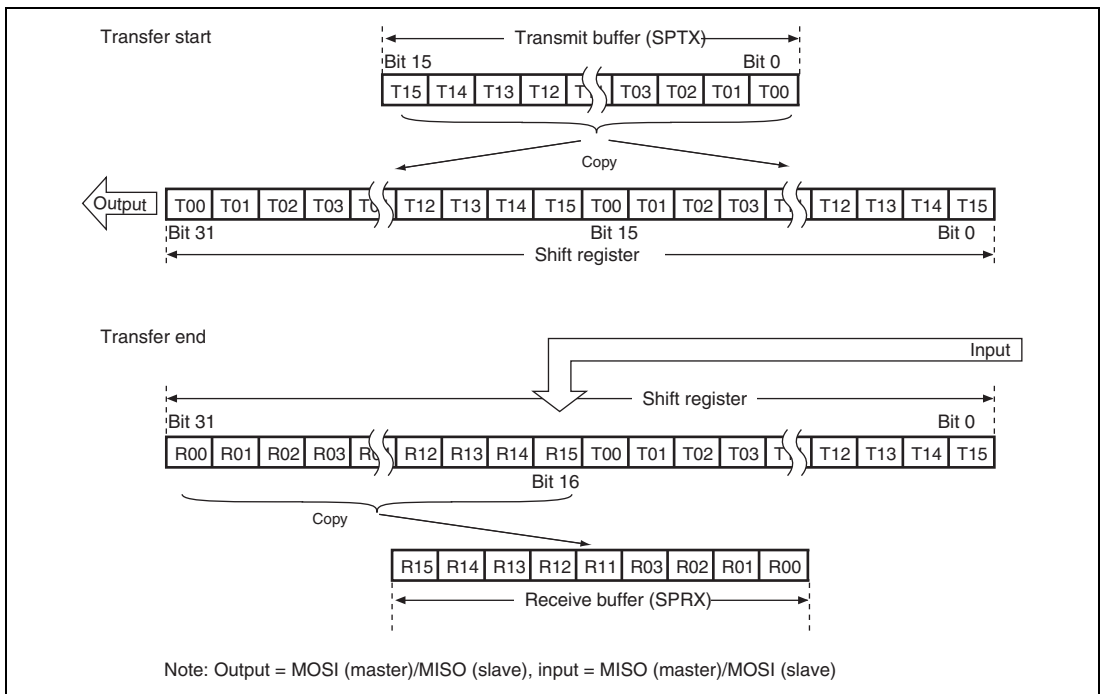 Transfer start
Transmit buffer (SPTX)
Bit 15 Bit 0
T15 T14 T13 T12 T03 T02 T01 T00
Copy
Output
T00 T01 T02 T03 T12 T13 T14 T15 T00 T01 T02 T03 T12 T13 T14 T15
Bit 31 Bit 15 Bit 0
Shift register
Transfer end
Input
Shift register
Bit 31 Bit 0
R00 R01 R02 R03 R12 R13 R14 R15 T00 T01 T02 T03 T12 T13 T14 T15
Bit 16
Copy
R15 R14 R13 R12 R11 R03 R02 R01 R00
Receive buffer (SPRX)
Note: Output = MOSI (master)/MISO (slave), input = MISO (master)/MOSI (slave)